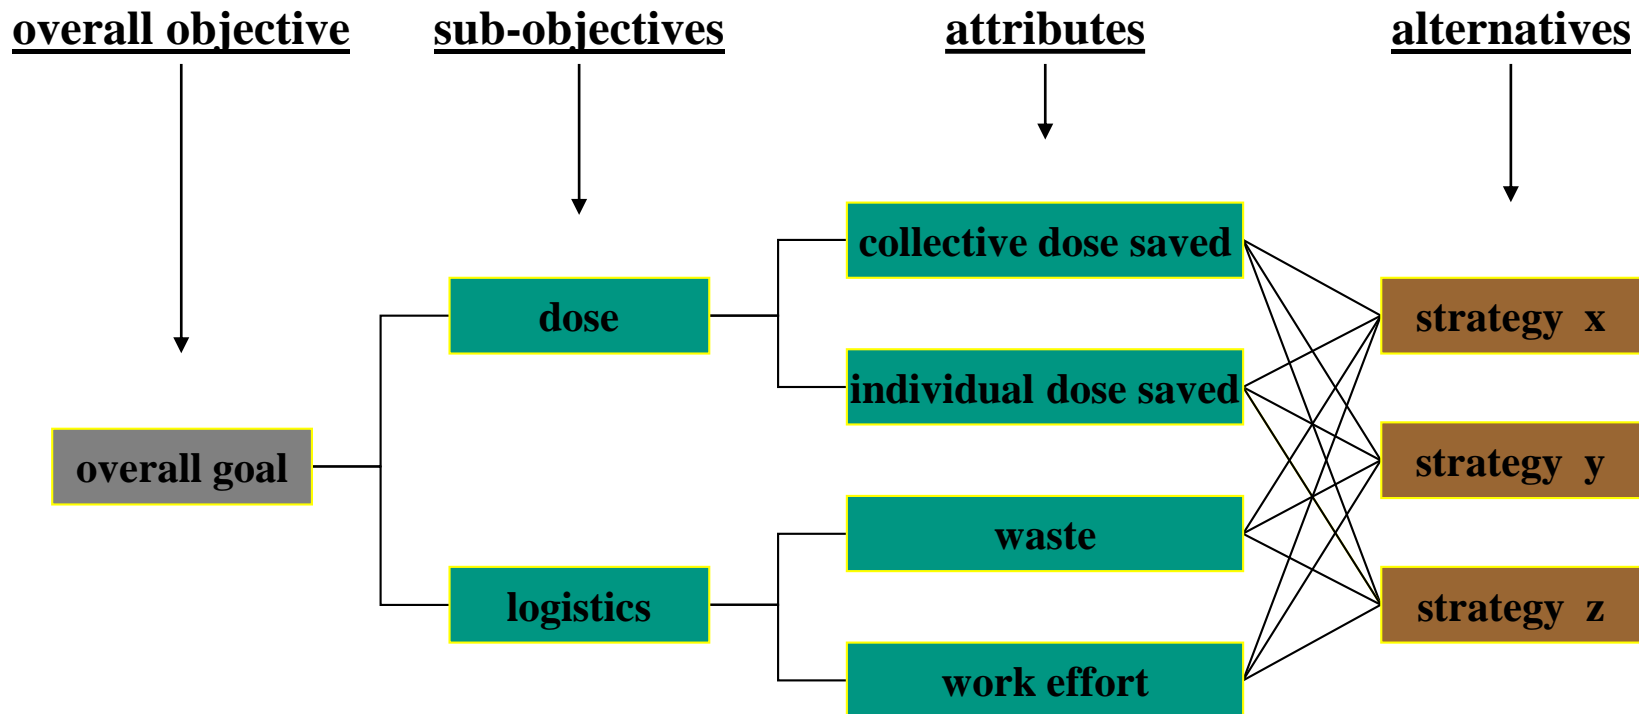 overall objective
sub-objectives
attributes
alternatives
collective dose saved
dose
strategy x
individual dose saved
overall goal
strategy y
waste
logistics
strategy z
work effort